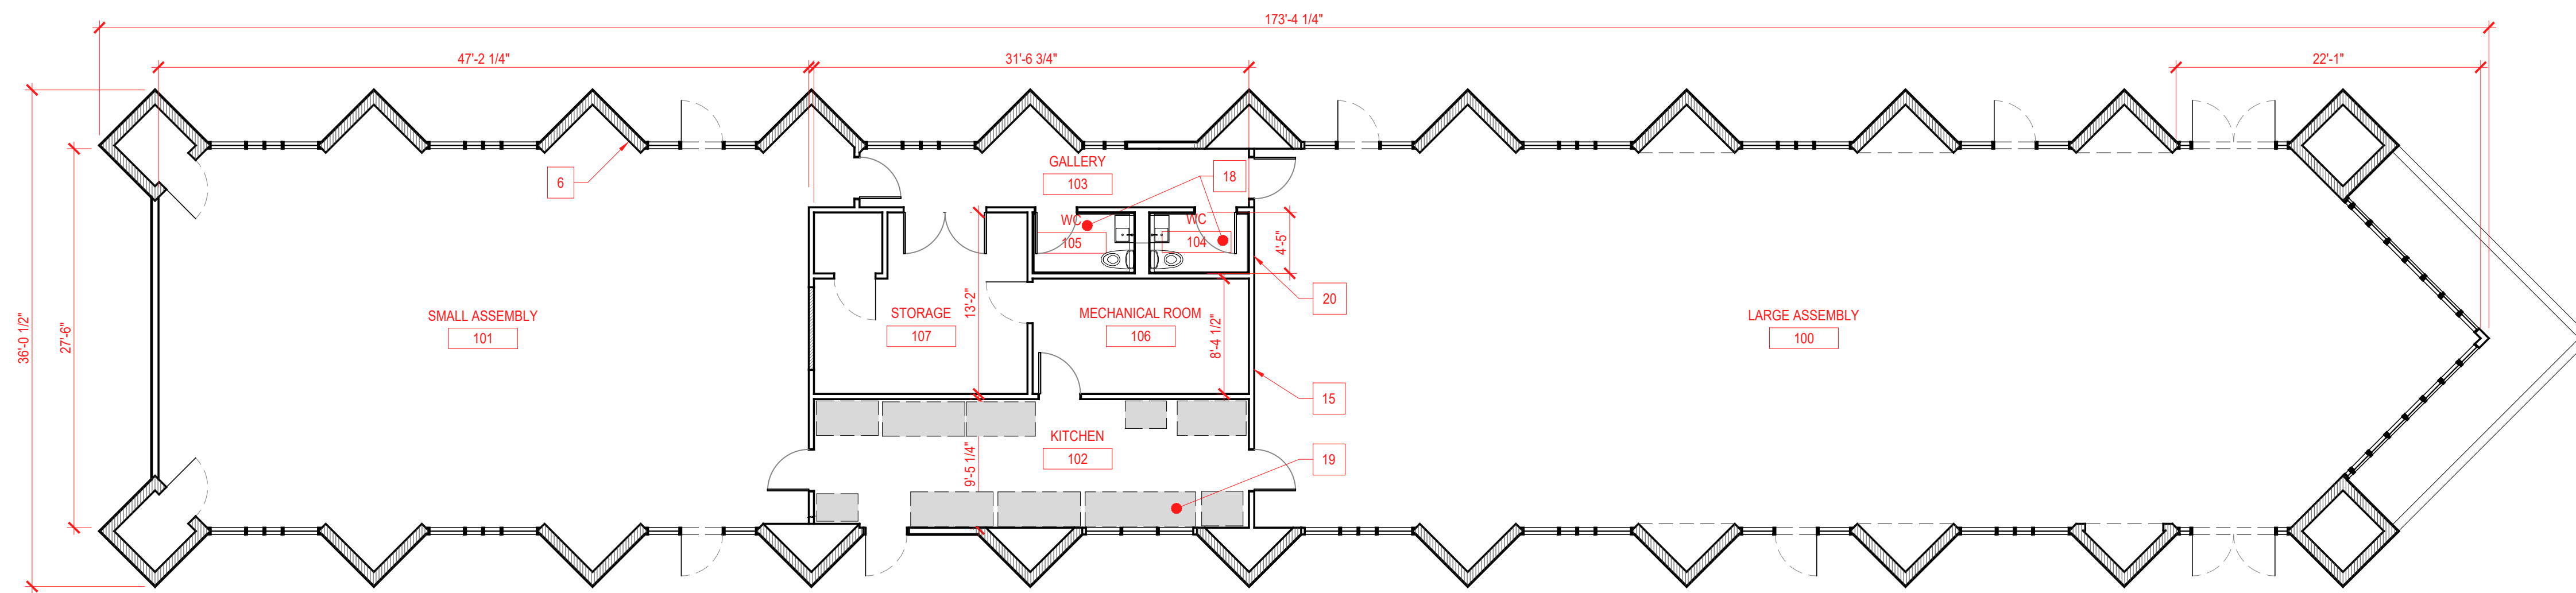 173'-4 1/4"
47'-2 1/4"
31'-6 3/4"
22'-1"
6
GALLERY
103
18
WC
105
WC
104
4'-5"
20
36'-0 1/2"
27'-6"
SMALL ASSEMBLY
101
STORAGE
107
13'-2"
MECHANICAL ROOM
106
8'-4 1/2"
LARGE ASSEMBLY
100
15
KITCHEN
102
9'-5 1/4"
19